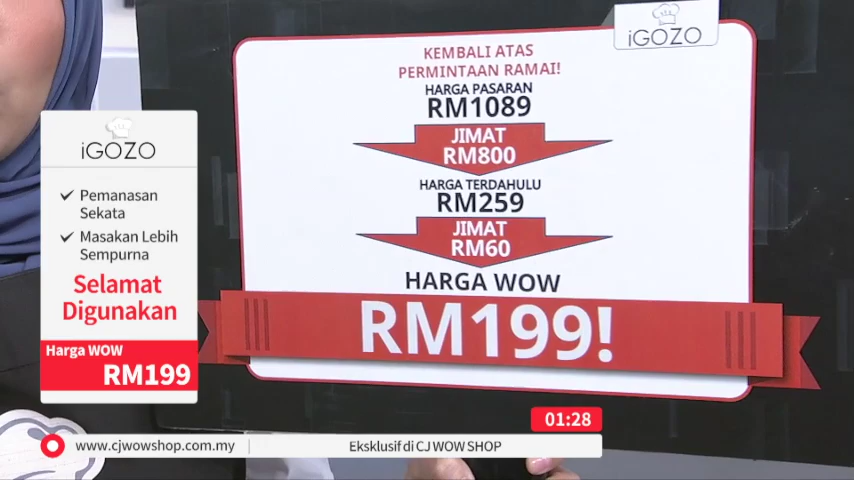 iGOZO
KEMBALI ATAS
PERMINTAAN RAMAI!
HARGA PASARAN
RM1089
JIMAT
RM800
HARGA TERDAHULU
RM259
JIMAT
RM60
HARGA WOW
RM199!
iGOZO
Pemanasan
Sekata
Masakan Lebih
Sempurna
Selamat
Digunakan
Harga WOW
RM199
01:28
www.cjwowshop.com.my
Eksklusif di CJ WOW SHOP